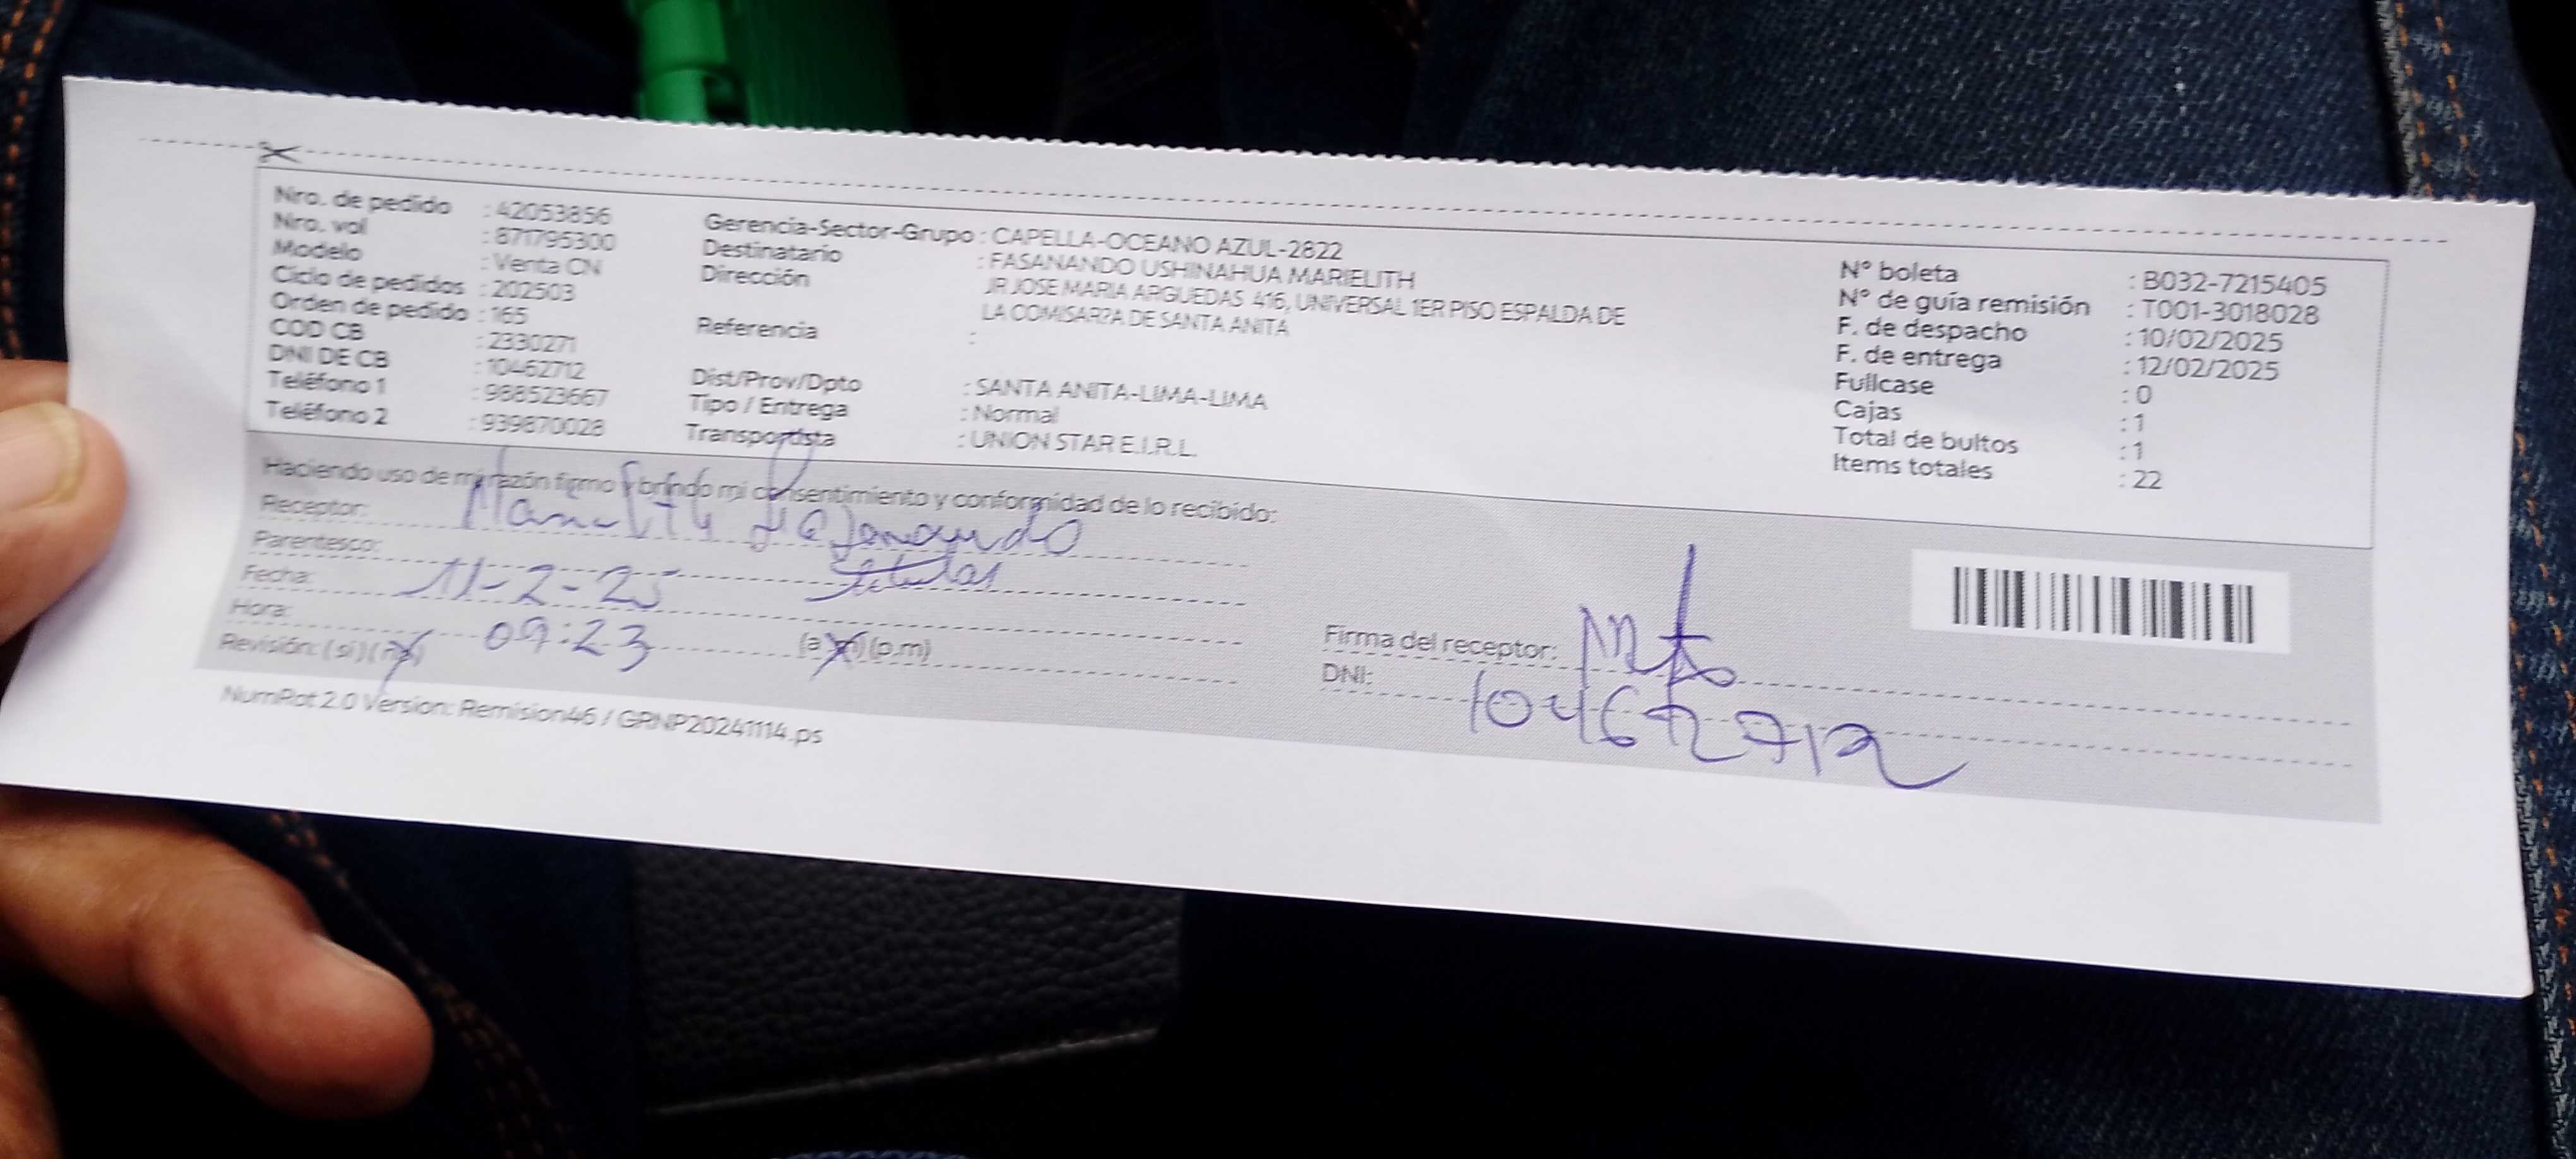 Nro. de pedido : 42053856
Nro. vol : 871795300
Modelo : Venta CN
Ciclo de pedidos : 202503
Orden de pedido : 165
COD CB : 2330271
DNI DE CB : 10462712
Teléfono 1 : 988523667
Teléfono 2 : 939870028
Gerencia-Sector-Grupo : CAPELLA-OCEANO AZUL-2822
Destinatario : FASANANDO USHINAHUA MARIELITH
Dirección : JR JOSE MARIA ARGUEDAS 416, UNIVERSAL 1ER PISO ESPALDA DE
LA COMISAR?A DE SANTA ANITA
Referencia :
Dist/Prov/Dpto : SANTA ANITA-LIMA-LIMA
Tipo / Entrega : Normal
Transportista : UNION STAR E.I.R.L.
N° boleta : B032-7215405
N° de guía remisión : T001-3018028
F. de despacho : 10/02/2025
F. de entrega : 12/02/2025
Fullcase : 0
Cajas : 1
Total de bultos : 1
Items totales : 22
Haciendo uso de mi razón firmo y brindo mi consentimiento y conformidad de lo recibido:
Receptor: Marielith Fasanando
Parentesco: titular
Fecha: 11-2-25
Hora: 09:23 (a.m) (p.m)
Revisión: (si) (no)
Firma del receptor:
DNI: 10462712
NumRot 2.0 Version: Remision46 / GRNP20241114.ps